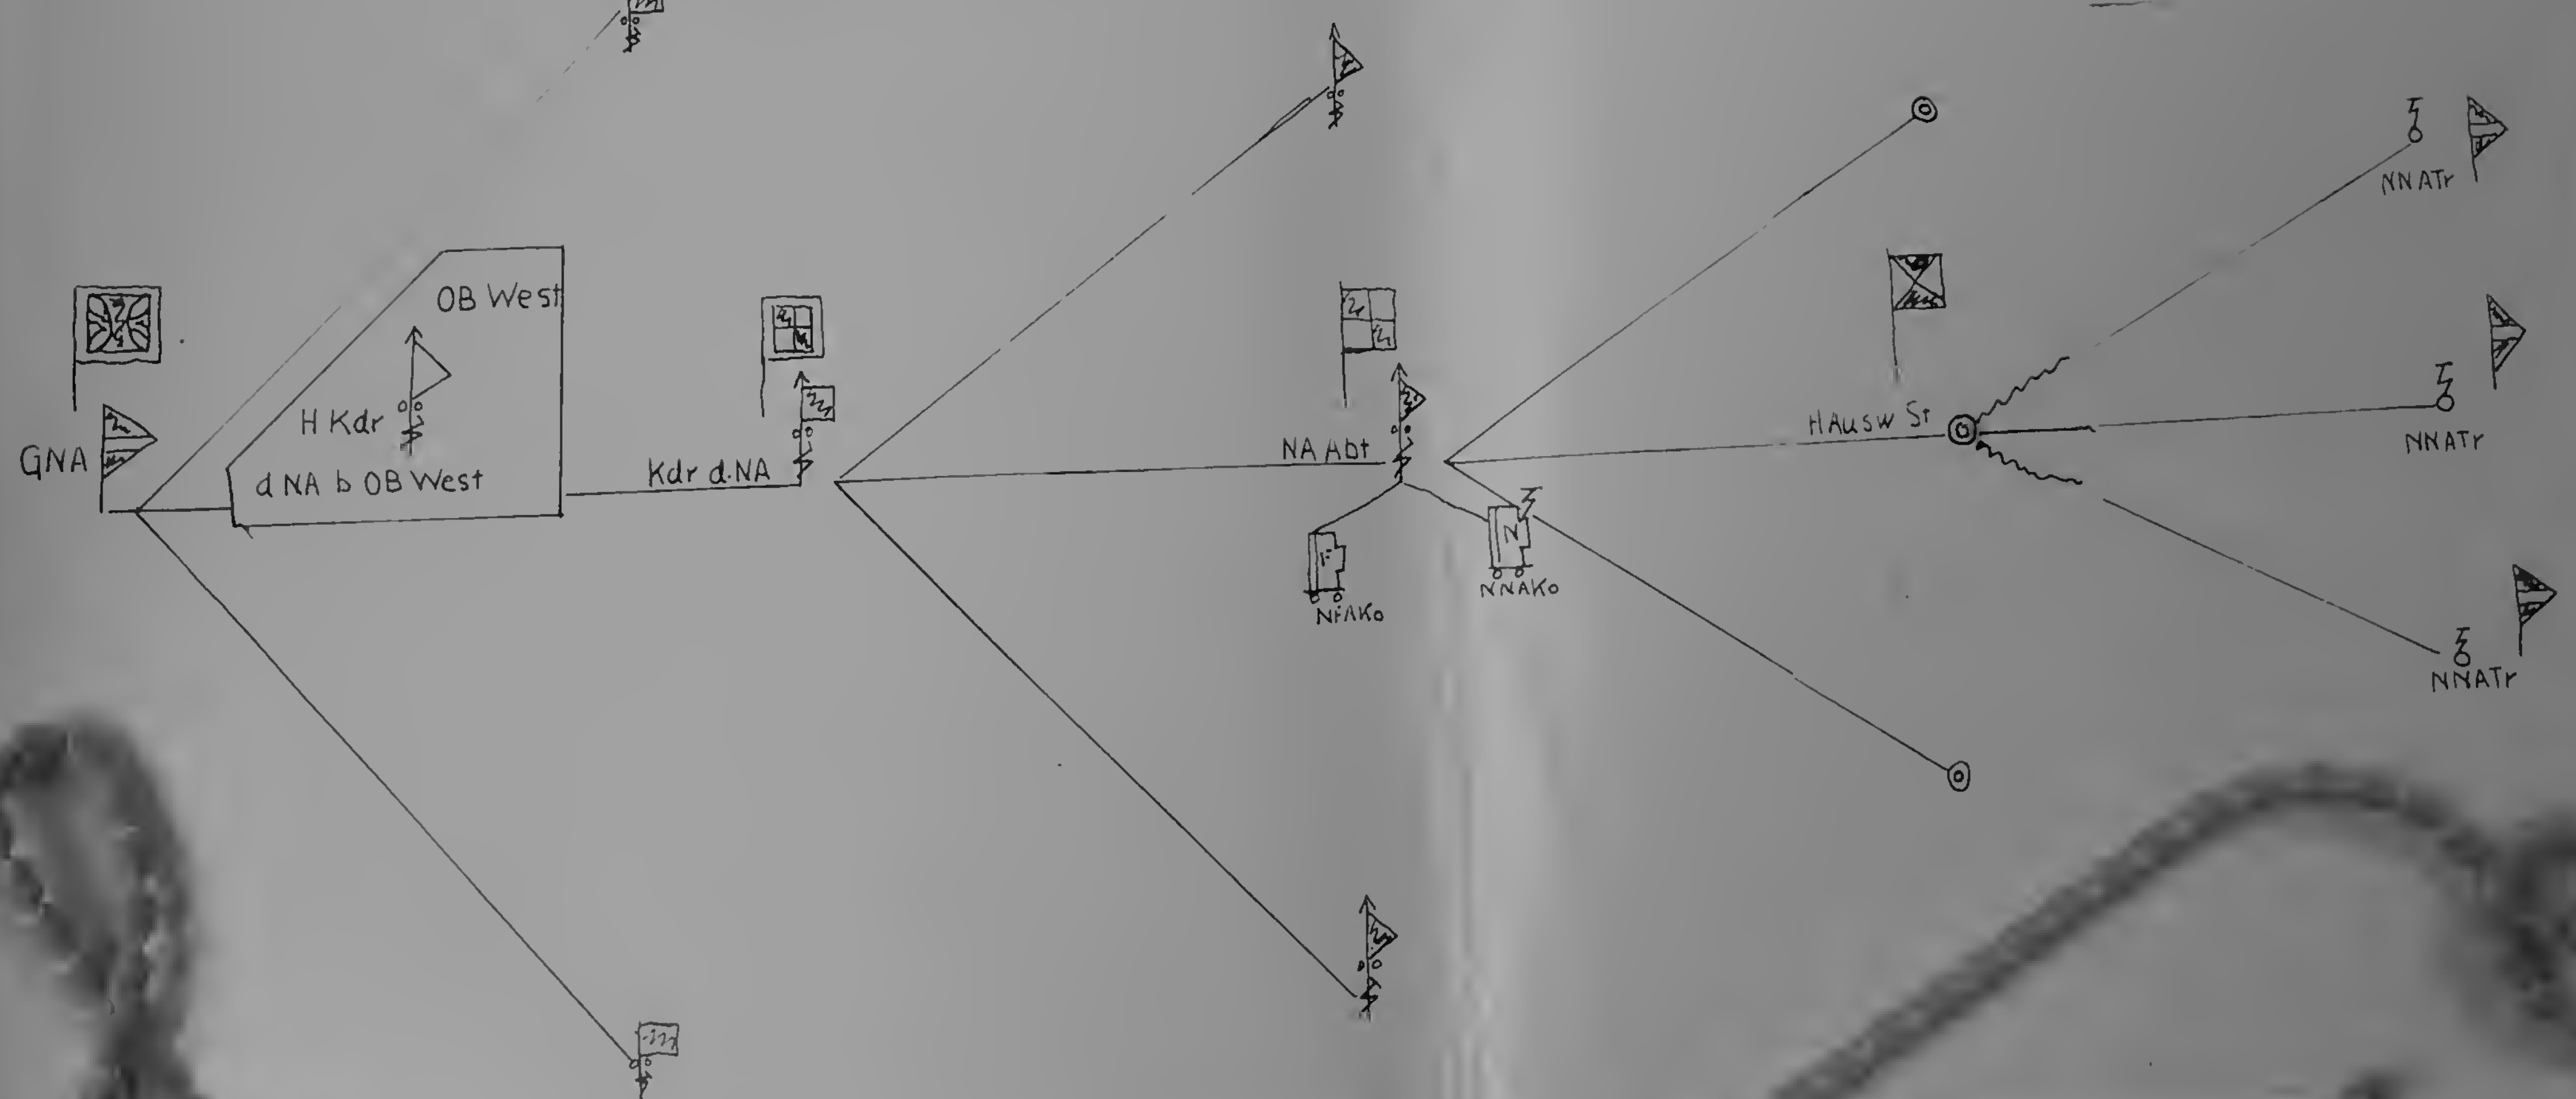 GNA
OB West
H Kdr
d NA b OB West
Kdr d.NA
NA Abt
F
NFAKo
N
NNAKo
HAusw St
NNATr
NNATr
NNATr